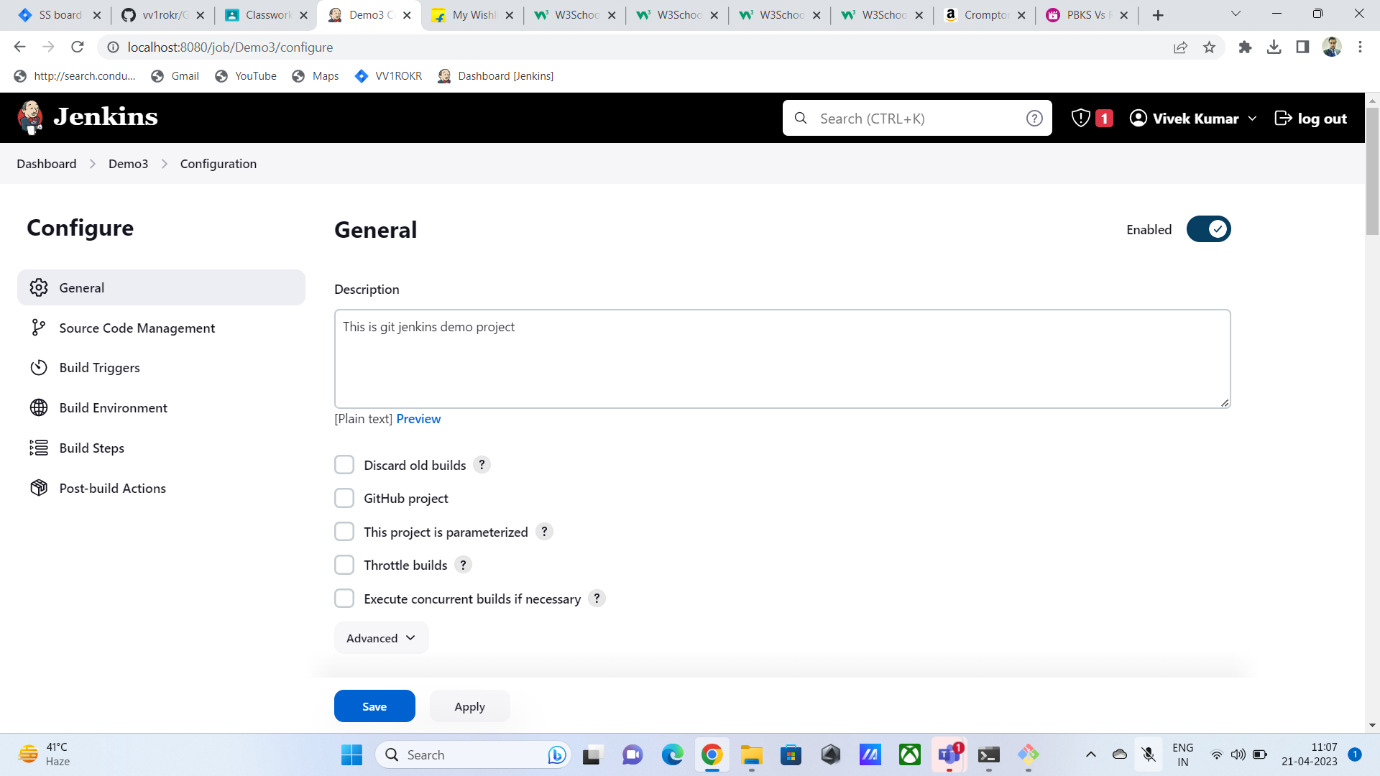 SS board
vv1rokr/G
Classwork
Demo3 C
My Wishl
W3Schoo
W3Schoo
W3Schoo
W3Schoo
Crompto
PBKS Vs
localhost:8080/job/Demo3/configure
http://search.condu...
Gmail
YouTube
Maps
VV1ROKR
Dashboard [Jenkins]
Jenkins
Search (CTRL+K)
?
1
Vivek Kumar
log out
Dashboard > Demo3 > Configuration
Configure
General
Source Code Management
Build Triggers
Build Environment
Build Steps
Post-build Actions
General
Enabled
Description
This is git jenkins demo project
[Plain text] Preview
Discard old builds ?
GitHub project
This project is parameterized ?
Throttle builds ?
Execute concurrent builds if necessary ?
Advanced
Save
Apply
41°C
Haze
Search
1
ENG
IN
11:07
21-04-2023
1